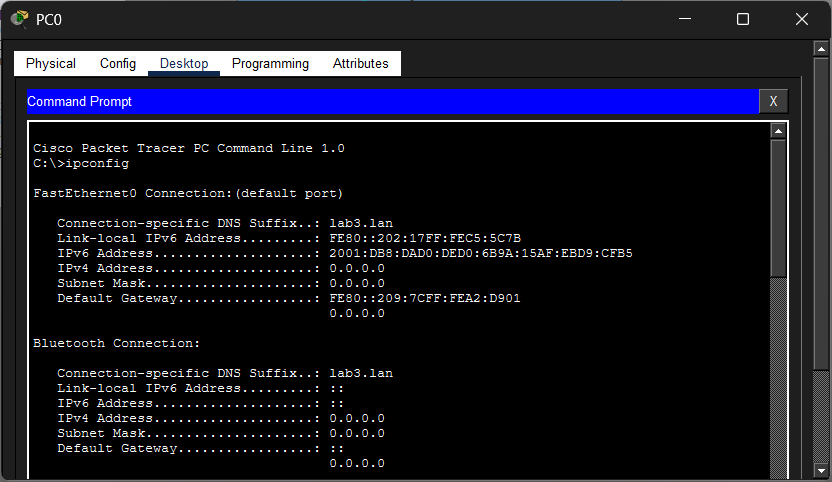 PC0
Physical Config Desktop Programming Attributes
Command Prompt
X
Cisco Packet Tracer PC Command Line 1.0
C:\>ipconfig
FastEthernet0 Connection:(default port)
Connection-specific DNS Suffix..: lab3.lan
Link-local IPv6 Address.........: FE80::202:17FF:FEC5:5C7B
IPv6 Address....................: 2001:DB8:DAD0:DED0:6B9A:15AF:EBD9:CFB5
IPv4 Address....................: 0.0.0.0
Subnet Mask.....................: 0.0.0.0
Default Gateway.................: FE80::209:7CFF:FEA2:D901
0.0.0.0
Bluetooth Connection:
Connection-specific DNS Suffix..: lab3.lan
Link-local IPv6 Address.........: ::
IPv6 Address....................: ::
IPv4 Address....................: 0.0.0.0
Subnet Mask.....................: 0.0.0.0
Default Gateway.................: ::
0.0.0.0